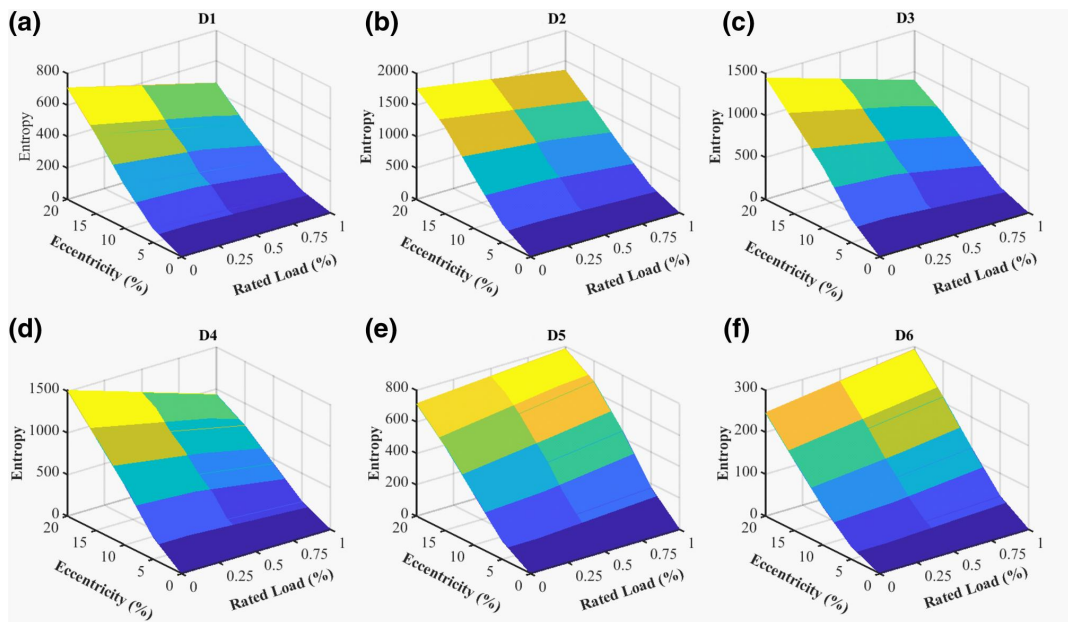 (a)
D1
800
600
400
200
0
Entropy
20
15
10
5
0
Eccentricity (%)
0
0.25
0.5
0.75
1
Rated Load (%)
(b)
D2
2000
1500
1000
500
0
Entropy
20
15
10
5
0
Eccentricity (%)
0
0.25
0.5
0.75
1
Rated Load (%)
(c)
D3
1500
1000
500
0
Entropy
20
15
10
5
0
Eccentricity (%)
0
0.25
0.5
0.75
1
Rated Load (%)
(d)
D4
1500
1000
500
0
Entropy
20
15
10
5
0
Eccentricity (%)
0
0.25
0.5
0.75
1
Rated Load (%)
(e)
D5
800
600
400
200
0
Entropy
20
15
10
5
0
Eccentricity (%)
0
0.25
0.5
0.75
1
Rated Load (%)
(f)
D6
300
200
100
0
Entropy
20
15
10
5
0
Eccentricity (%)
0
0.25
0.5
0.75
1
Rated Load (%)